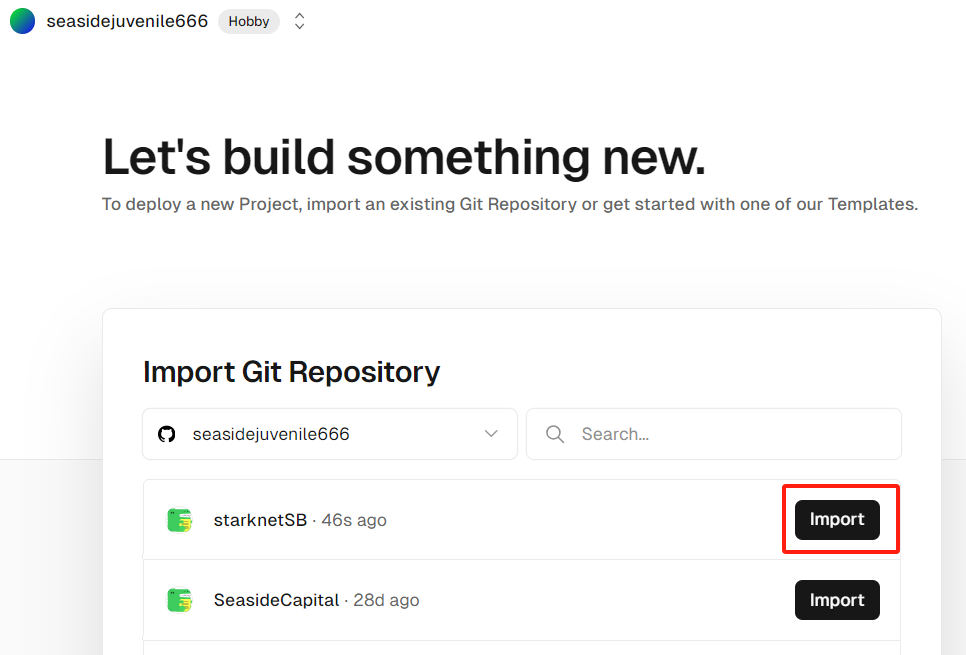 seasidejuvenile666 Hobby
Let's build something new.
To deploy a new Project, import an existing Git Repository or get started with one of our Templates.
Import Git Repository
seasidejuvenile666 Search...
starknetSB · 46s ago Import
SeasideCapital · 28d ago Import